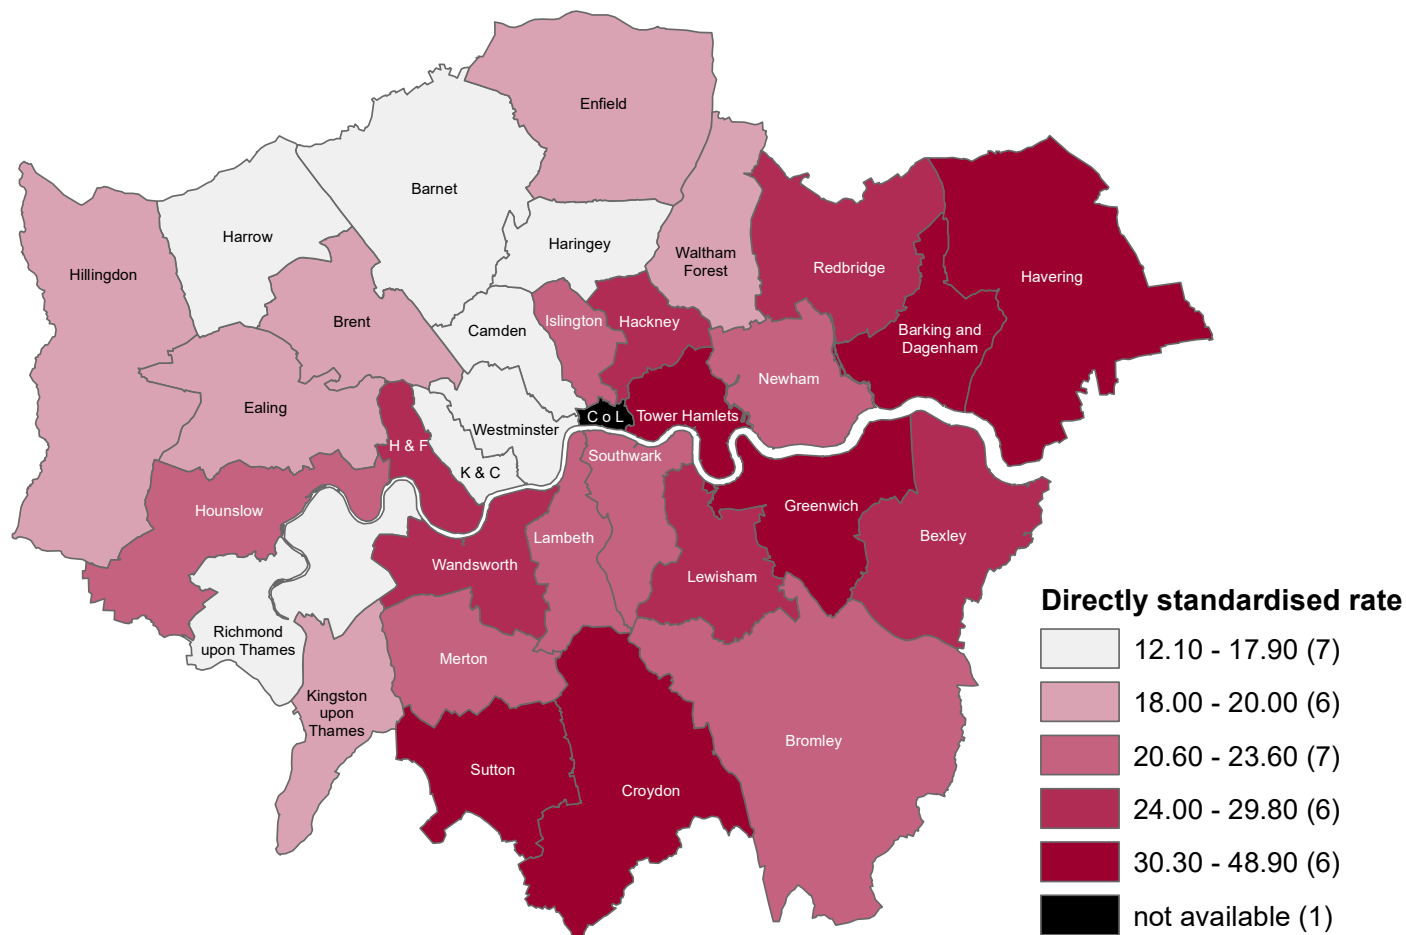 Enfield
Barnet
Harrow
Haringey
Waltham
Forest
Redbridge
Hillingdon
Havering
Brent
Islington
Hackney
Camden
Barking and
Dagenham
Newham
Ealing
C o L
Tower Hamlets
Westminster
H & F
K & C
Southwark
Hounslow
Greenwich
Lambeth
Bexley
Wandsworth
Lewisham
Richmond
upon Thames
Merton
Kingston
upon
Thames
Bromley
Sutton
Croydon
Directly standardised rate
12.10 - 17.90 (7)
18.00 - 20.00 (6)
20.60 - 23.60 (7)
24.00 - 29.80 (6)
30.30 - 48.90 (6)
not available (1)